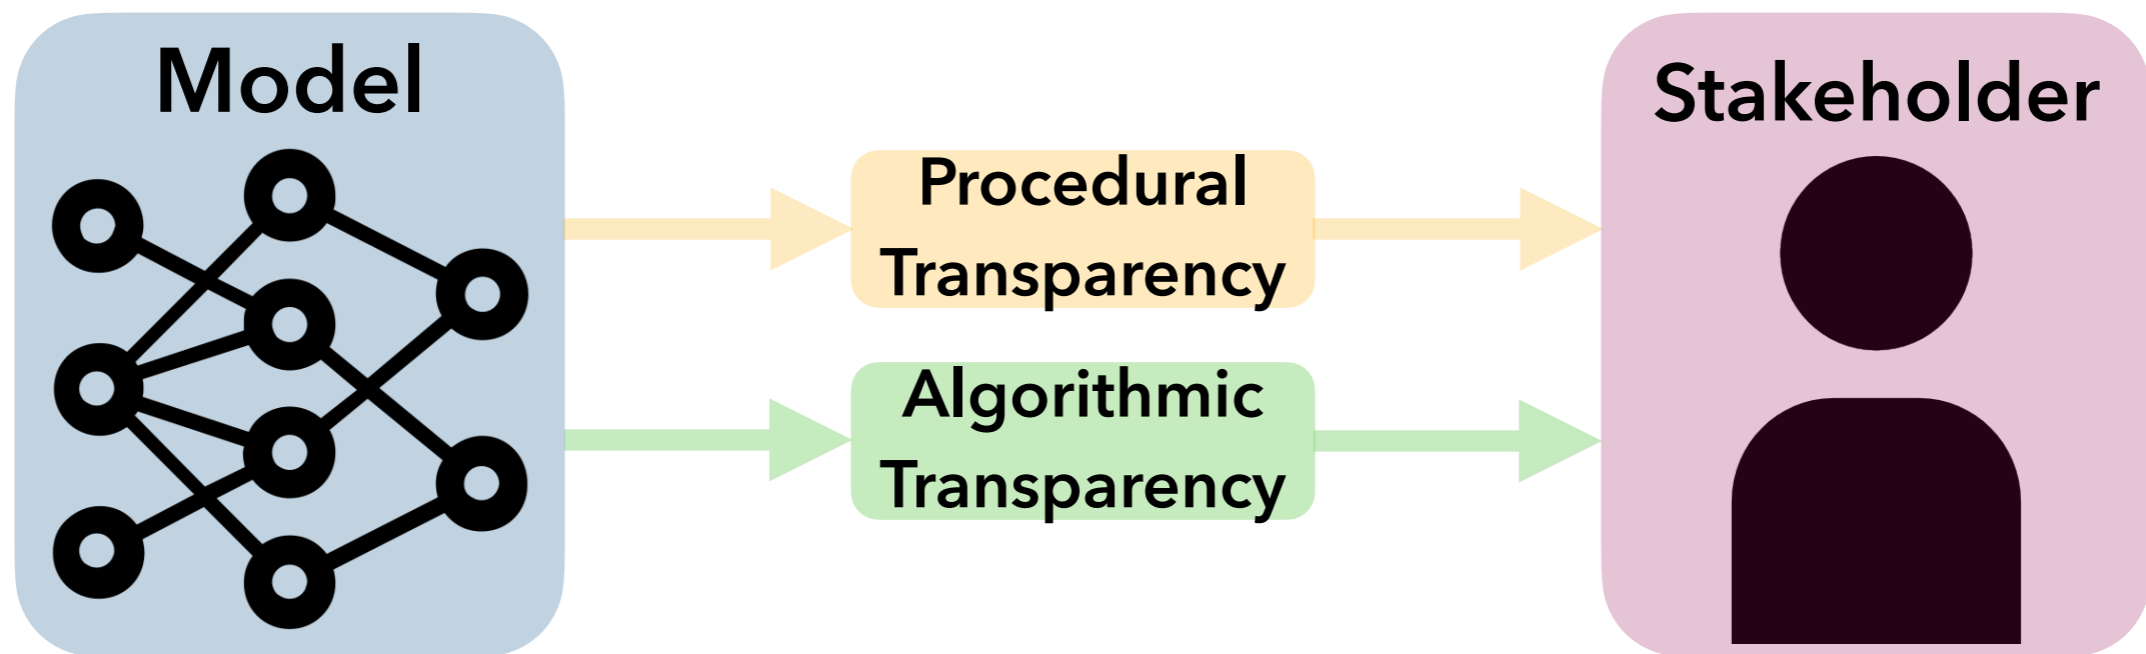 Model
Procedural
Transparency
Algorithmic
Transparency
Stakeholder